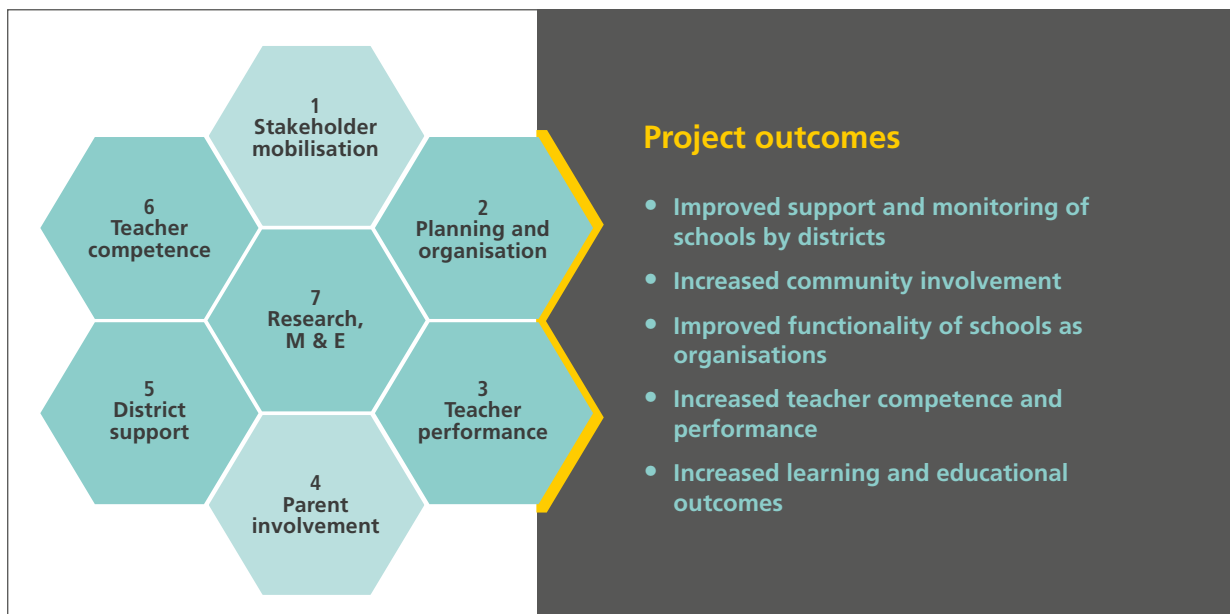 1
Stakeholder
mobilisation
2
Planning and
organisation
3
Teacher
performance
4
Parent
involvement
5
District
support
6
Teacher
competence
7
Research,
M & E
Project outcomes
• Improved support and monitoring of
schools by districts
• Increased community involvement
• Improved functionality of schools as
organisations
• Increased teacher competence and
performance
• Increased learning and educational
outcomes